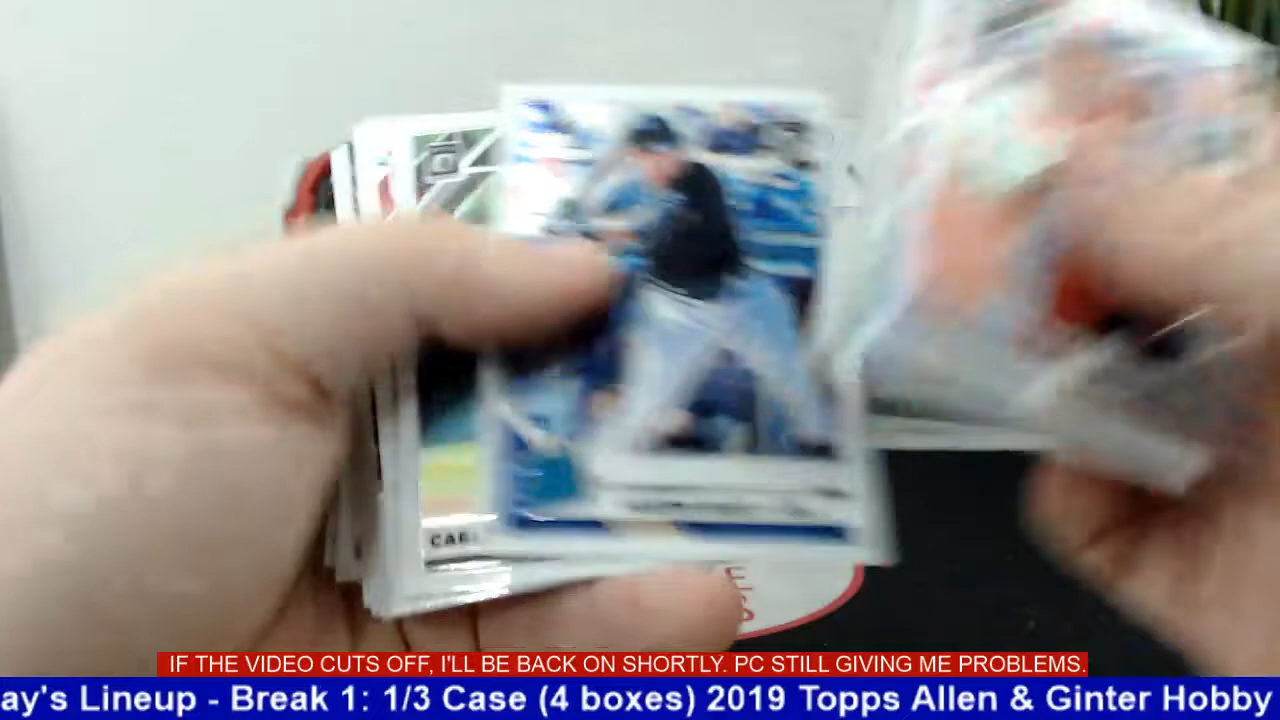 CAR
IF THE VIDEO CUTS OFF, I'LL BE BACK ON SHORTLY. PC STILL GIVING ME PROBLEMS.
ay's Lineup - Break 1: 1/3 Case (4 boxes) 2019 Topps Allen & Ginter Hobby